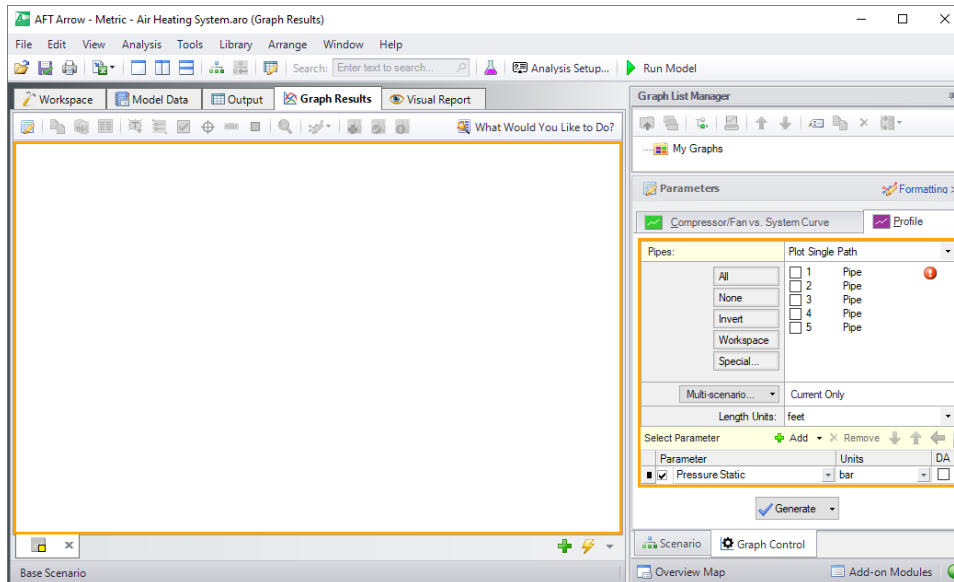 AFT Arrow - Metric - Air Heating System.aro (Graph Results)
File Edit View Analysis Tools Library Arrange Window Help
Search: Enter text to search... Analysis Setup... Run Model
Workspace Model Data Output Graph Results Visual Report
What Would You Like to Do?
Graph List Manager
My Graphs
Parameters Formatting >
Compressor/Fan vs. System Curve Profile
Pipes: Plot Single Path
All
None
Invert
Workspace
Special...
1 Pipe
2 Pipe
3 Pipe
4 Pipe
5 Pipe
Multi-scenario... Current Only
Length Units: feet
Select Parameter Add Remove
Parameter Units DA
Pressure Static bar
Generate
Scenario Graph Control
Base Scenario
Overview Map Add-on Modules